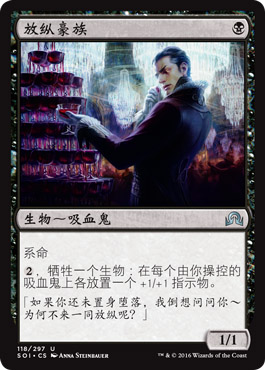 放纵豪族
生物～吸血鬼
系命
2，牺牲一个生物：在每个由你操控的
吸血鬼上各放置一个 +1/+1 指示物。
「如果你还未置身堕落，我倒想问问你～
为何不来一同放纵呢？」
1/1
118/297 U
SOI • CS ANNA STEINBAUER
™ & © 2016 Wizards of the Coast